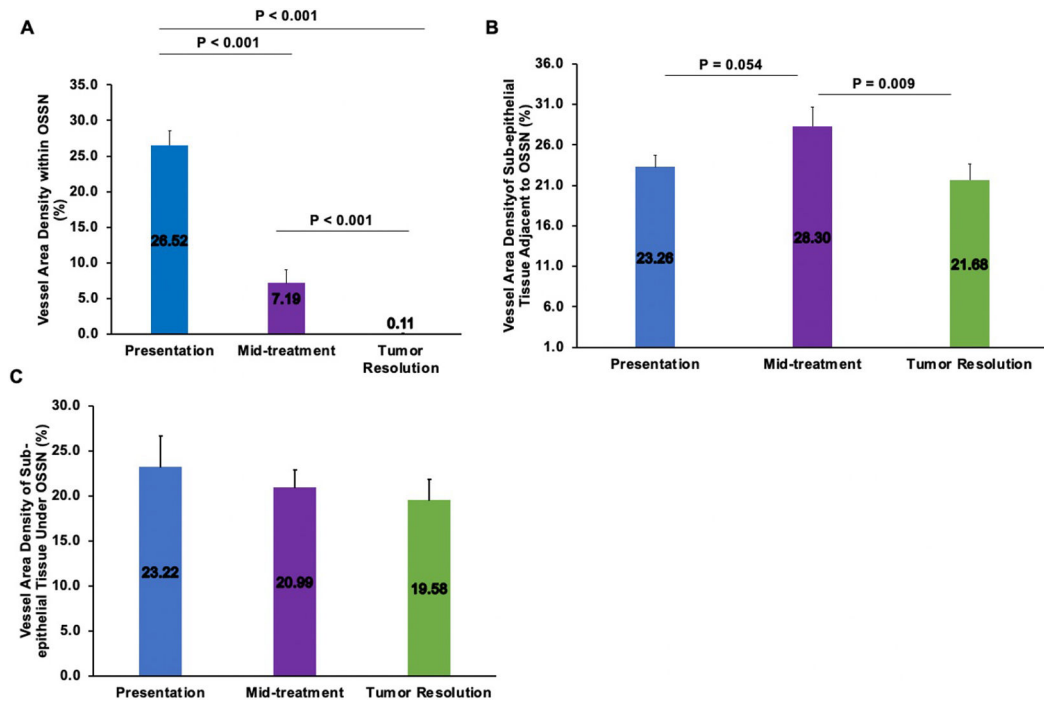 A
P < 0.001
P < 0.001
P < 0.001
Vessel Area Density within OSSN
(%)
35.0
30.0
25.0
20.0
15.0
10.0
5.0
0.0
26.52
7.19
0.11
Presentation
Mid-treatment
Tumor
Resolution
B
P = 0.054
P = 0.009
Vessel Area Densityof Sub-epithelial
Tissue Adjacent to OSSN (%)
36.0
31.0
26.0
21.0
16.0
11.0
6.0
1.0
23.26
28.30
21.68
Presentation
Mid-treatment
Tumor Resolution
C
Vessel Area Density of Sub-
epithelial Tissue Under OSSN (%)
30.0
25.0
20.0
15.0
10.0
5.0
0.0
23.22
20.99
19.58
Presentation
Mid-treatment
Tumor Resolution